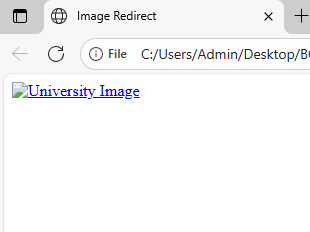 Image Redirect
File C:/Users/Admin/Desktop/B
University Image